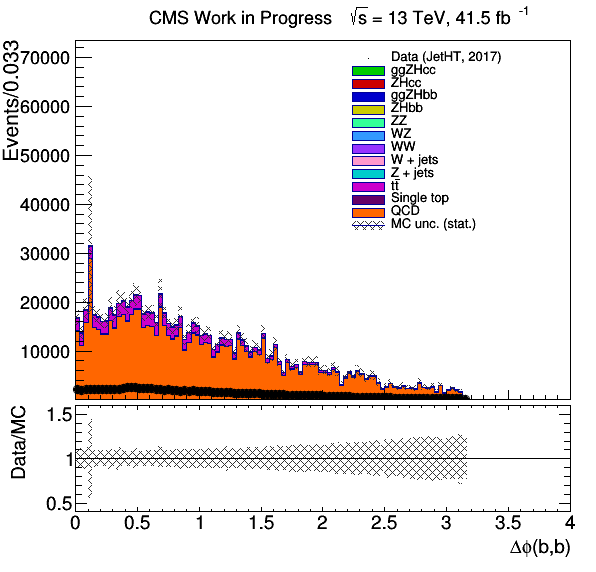 CMS Work in Progress √s = 13 TeV, 41.5 fb⁻¹
Events/0.033
70000
60000
50000
40000
30000
20000
10000
Data (JetHT, 2017)
ggZHcc
ZHcc
ggZHbb
ZHbb
ZZ
WZ
WW
W + jets
Z + jets
tt̄
Single top
QCD
MC unc. (stat.)
Data/MC
1.5
1
0.5
0 0.5 1 1.5 2 2.5 3 3.5 4
Δϕ(b,b)